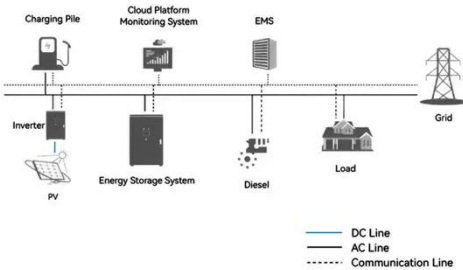 Charging Pile
Cloud Platform
Monitoring System
EMS
Grid
Inverter
PV
Energy Storage System
Diesel
Load
DC Line
AC Line
Communication Line